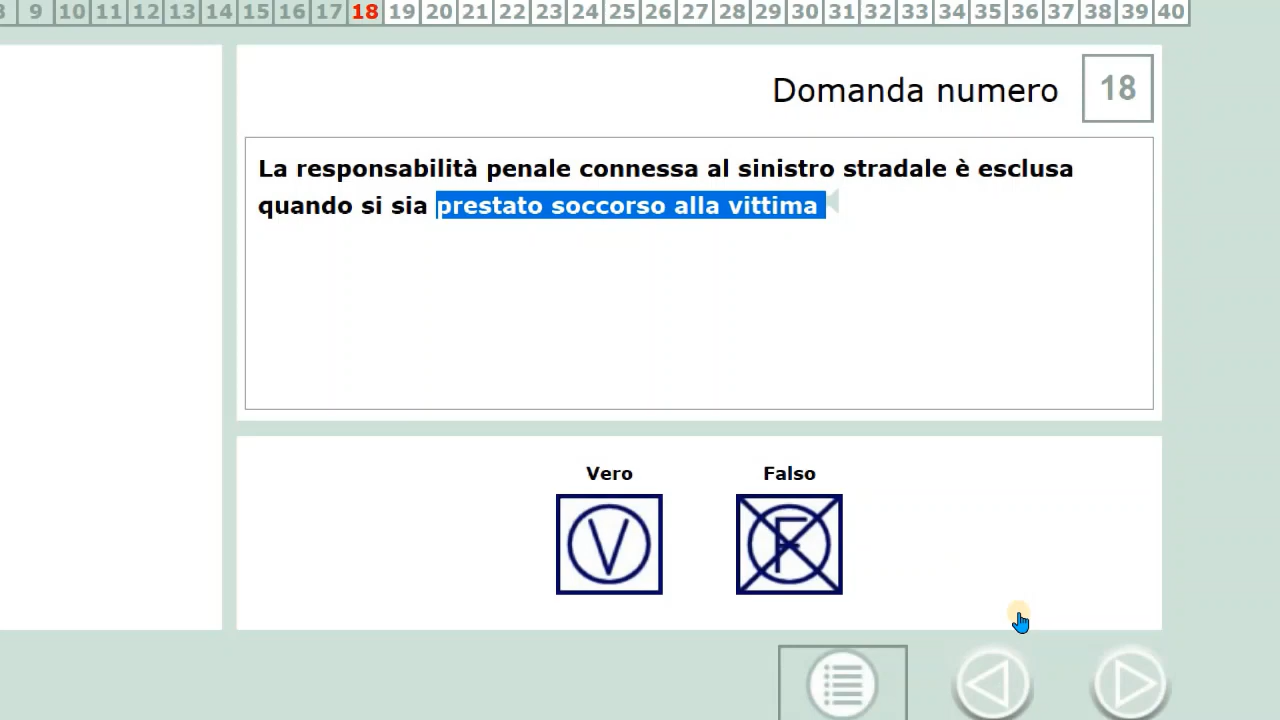 9 10 11 12 13 14 15 16 17 18 19 20 21 22 23 24 25 26 27 28 29 30 31 32 33 34 35 36 37 38 39 40
Domanda numero 18
La responsabilità penale connessa al sinistro stradale è esclusa
quando si sia prestato soccorso alla vittima
Vero Falso
V F